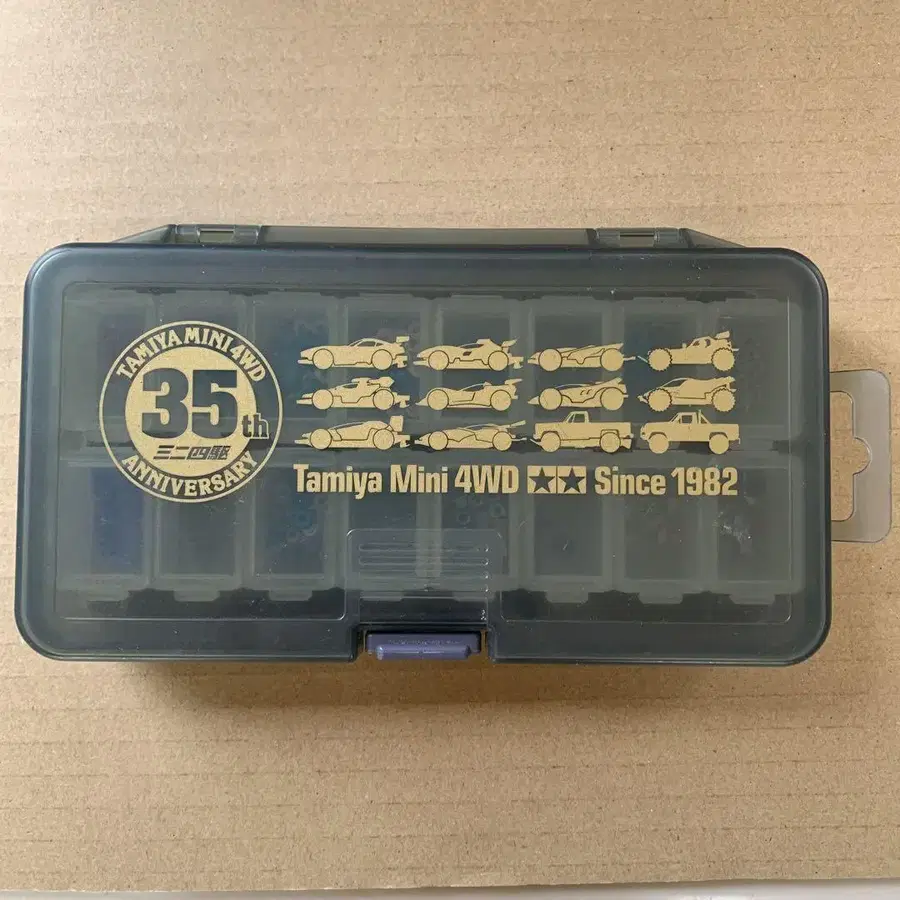 TAMIYA MINI 4WD
35th
ミニ四駆
ANNIVERSARY
Tamiya Mini 4WD ★★ Since 1982